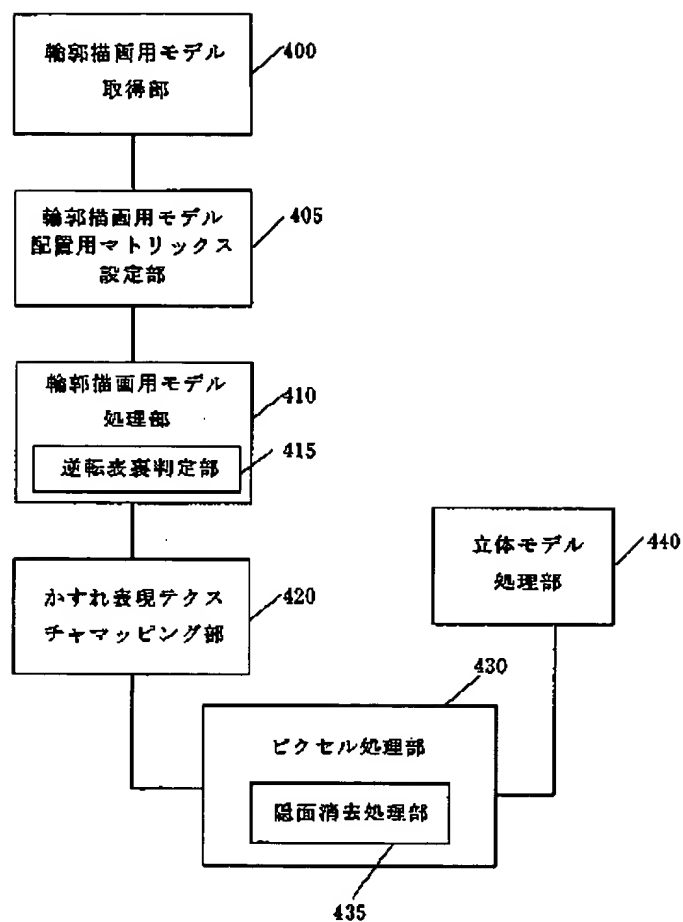 輪郭描画用モデル
取得部
400
輪郭描画用モデル
配置用マトリックス
設定部
405
輪郭描画用モデル
処理部
410
逆転表裏判定部
415
かすれ表現テクス
チャマッピング部
420
立体モデル
処理部
440
430
ピクセル処理部
隠面消去処理部
435